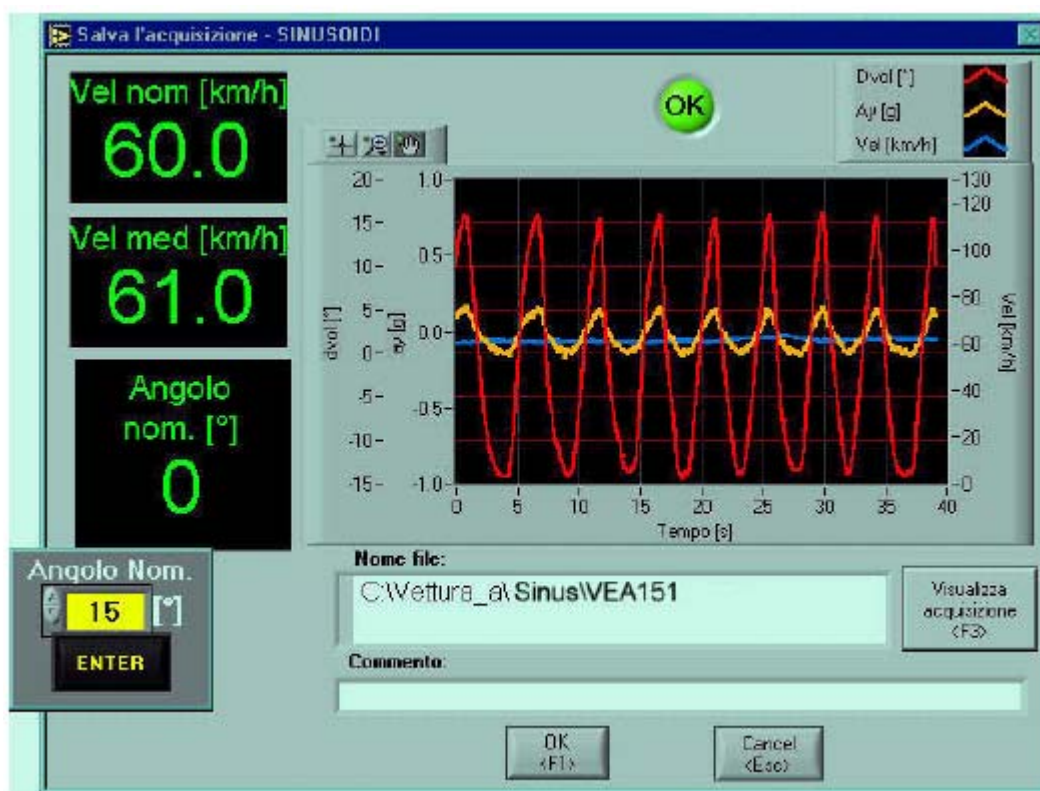 Salva l'acquisizione - SINUSOIDI
Vel nom [km/h]
60.0
Vel med [km/h]
61.0
Angolo
nom. [°]
0
OK
Dvol [°]
Ay [g]
Vel [km/h]
20
15
10
5
0
-5
-10
-15
dvol [°]
1.0
0.5
0.0
-0.5
-1.0
ay [g]
130
120
100
80
60
40
20
0
Vel [km/h]
0 5 10 15 20 25 30 35 40
Tempo [s]
Angolo Nom.
15 [°]
ENTER
Nome file:
C:\Vettura_a\Sinus\VEA151
Visualizza
acquisizione
<F3>
Commento:
OK
<F1>
Cancel
<Esc>